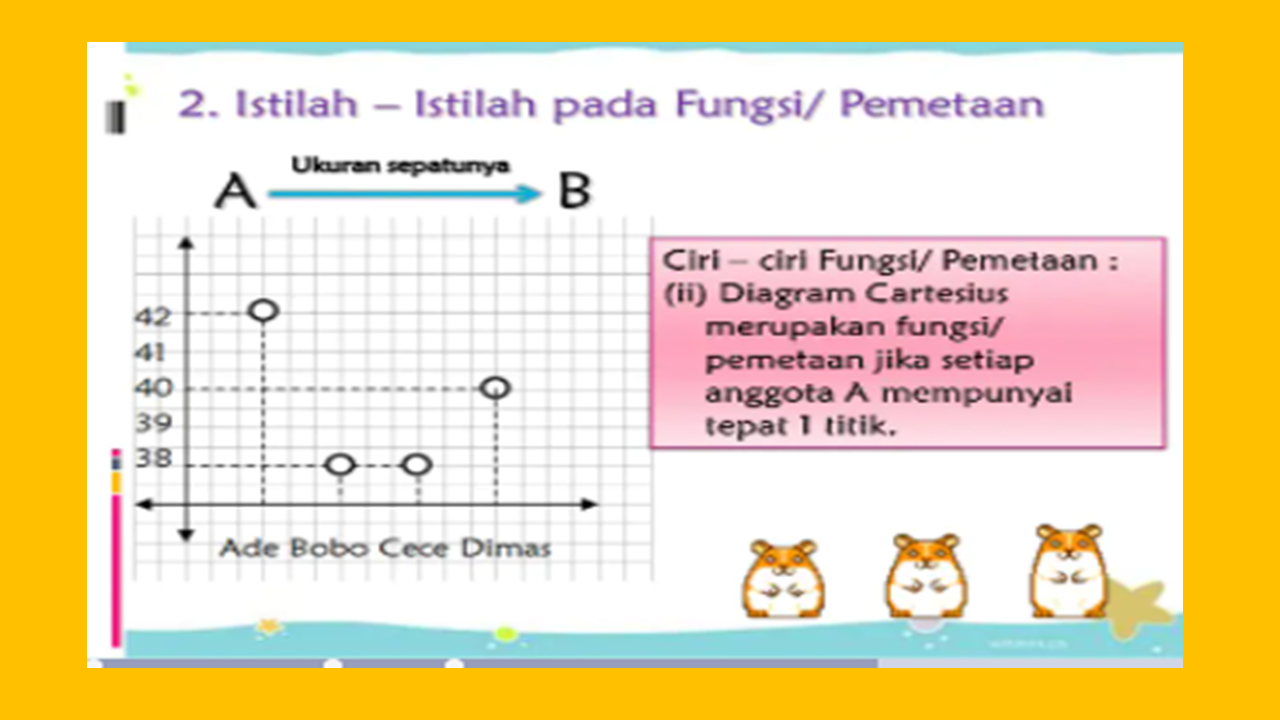 2. Istilah – Istilah pada Fungsi/ Pemetaan
Ukuran sepatunya
A B
42
41
40
39
38
Ade Bobo Cece Dimas
Ciri – ciri Fungsi/ Pemetaan :
(ii) Diagram Cartesius
merupakan fungsi/
pemetaan jika setiap
anggota A mempunyai
tepat 1 titik.